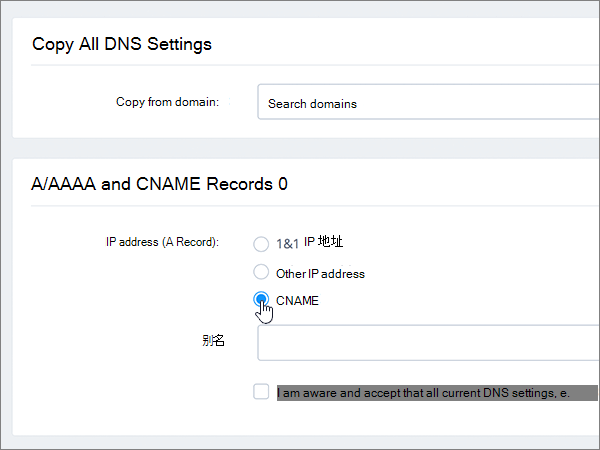 Copy All DNS Settings
Copy from domain:
Search domains
A/AAAA and CNAME Records 0
IP address (A Record):
1&1 IP 地址
Other IP address
CNAME
别名
I am aware and accept that all current DNS settings, e.